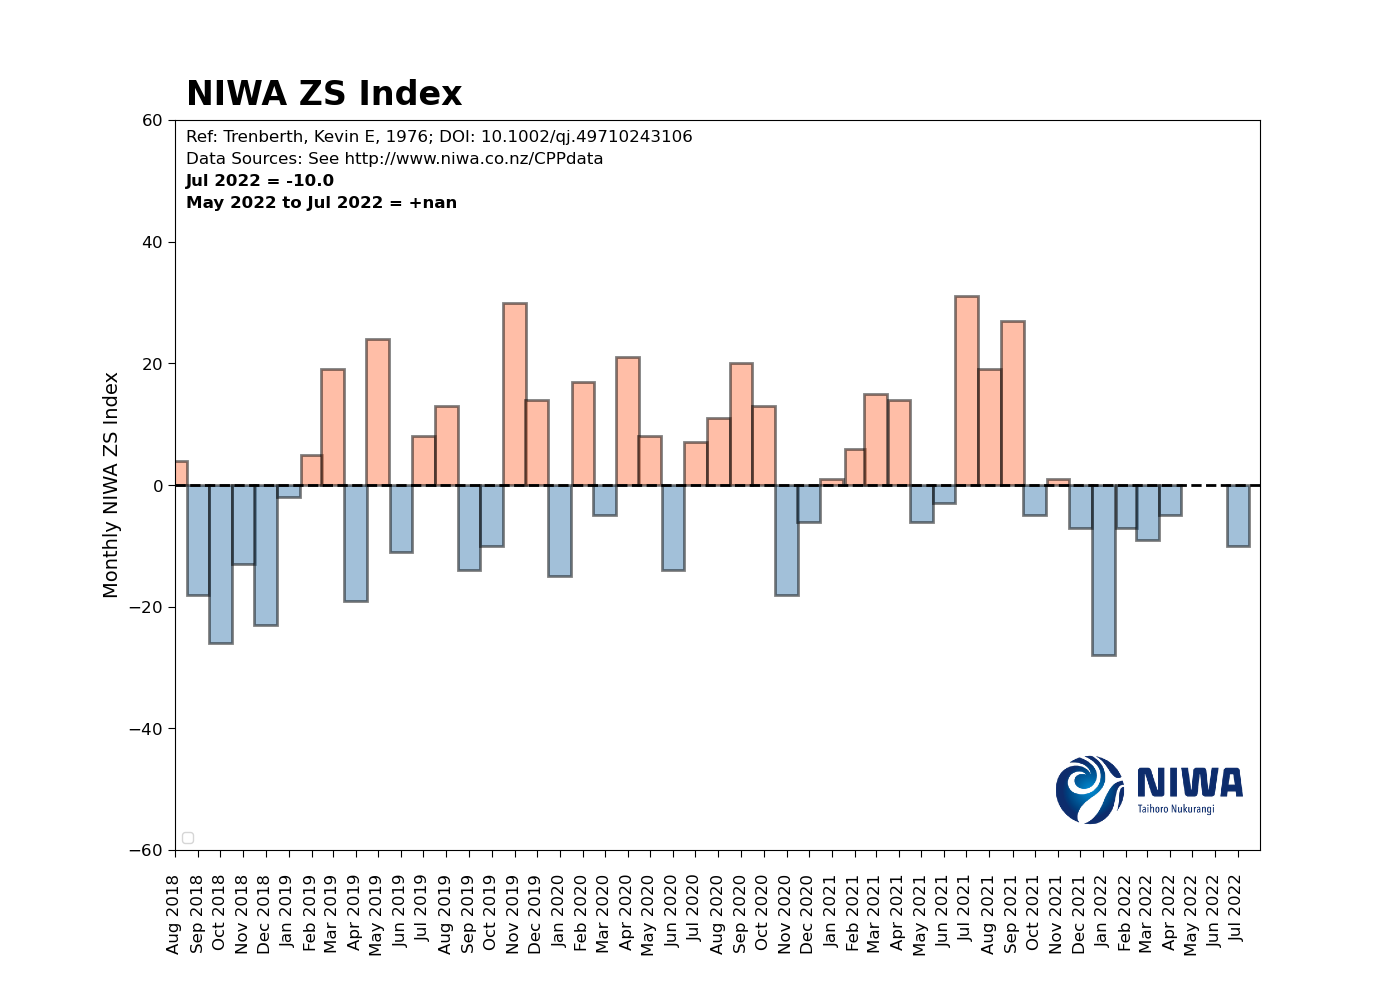 NIWA ZS Index
Ref: Trenberth, Kevin E, 1976; DOI: 10.1002/qj.49710243106
Data Sources: See http://www.niwa.co.nz/CPPdata
Jul 2022 = -10.0
May 2022 to Jul 2022 = +nan
Monthly NIWA ZS Index
60
40
20
0
−20
−40
−60
NIWA
Taihoro Nukurangi
Aug 2018
Sep 2018
Oct 2018
Nov 2018
Dec 2018
Jan 2019
Feb 2019
Mar 2019
Apr 2019
May 2019
Jun 2019
Jul 2019
Aug 2019
Sep 2019
Oct 2019
Nov 2019
Dec 2019
Jan 2020
Feb 2020
Mar 2020
Apr 2020
May 2020
Jun 2020
Jul 2020
Aug 2020
Sep 2020
Oct 2020
Nov 2020
Dec 2020
Jan 2021
Feb 2021
Mar 2021
Apr 2021
May 2021
Jun 2021
Jul 2021
Aug 2021
Sep 2021
Oct 2021
Nov 2021
Dec 2021
Jan 2022
Feb 2022
Mar 2022
Apr 2022
May 2022
Jun 2022
Jul 2022